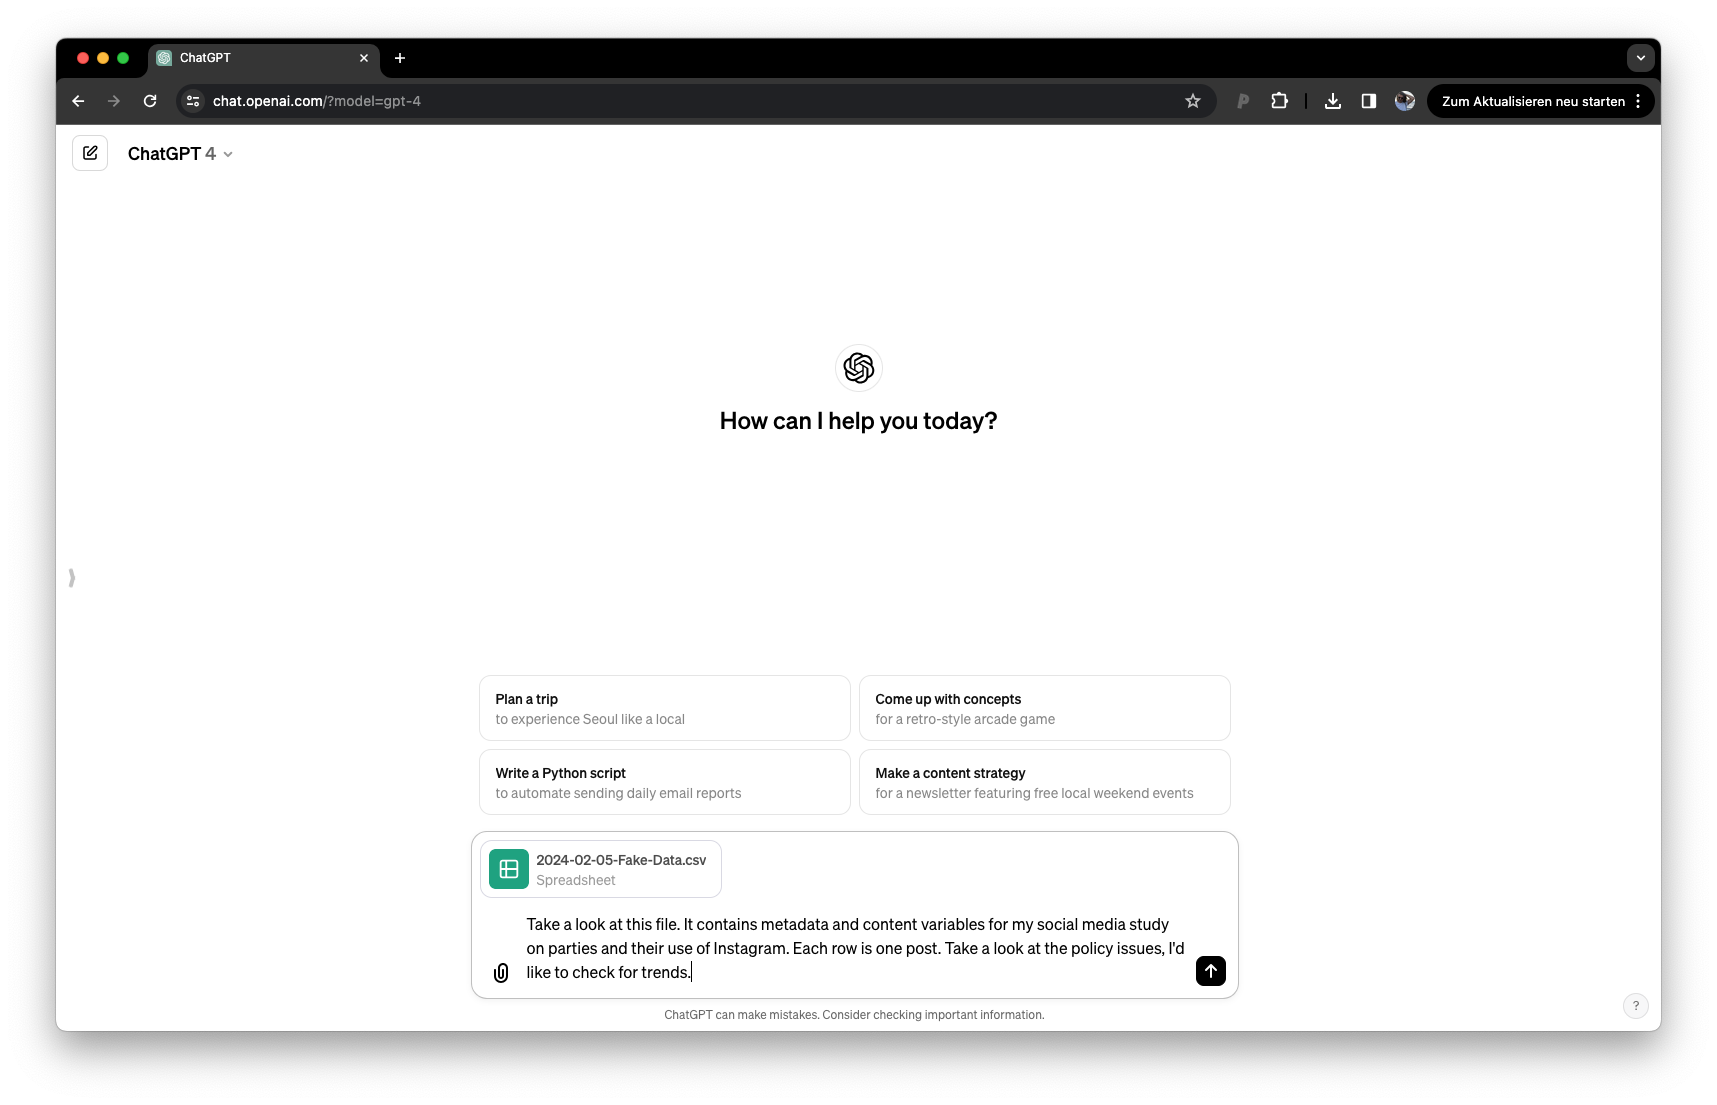 ChatGPT
chat.openai.com/?model=gpt-4
P
Zum Aktualisieren neu starten
ChatGPT 4
How can I help you today?
Plan a trip
to experience Seoul like a local
Come up with concepts
for a retro-style arcade game
Write a Python script
to automate sending daily email reports
Make a content strategy
for a newsletter featuring free local weekend events
2024-02-05-Fake-Data.csv
Spreadsheet
Take a look at this file. It contains metadata and content variables for my social media study
on parties and their use of Instagram. Each row is one post. Take a look at the policy issues, I'd
like to check for trends.
ChatGPT can make mistakes. Consider checking important information.
?